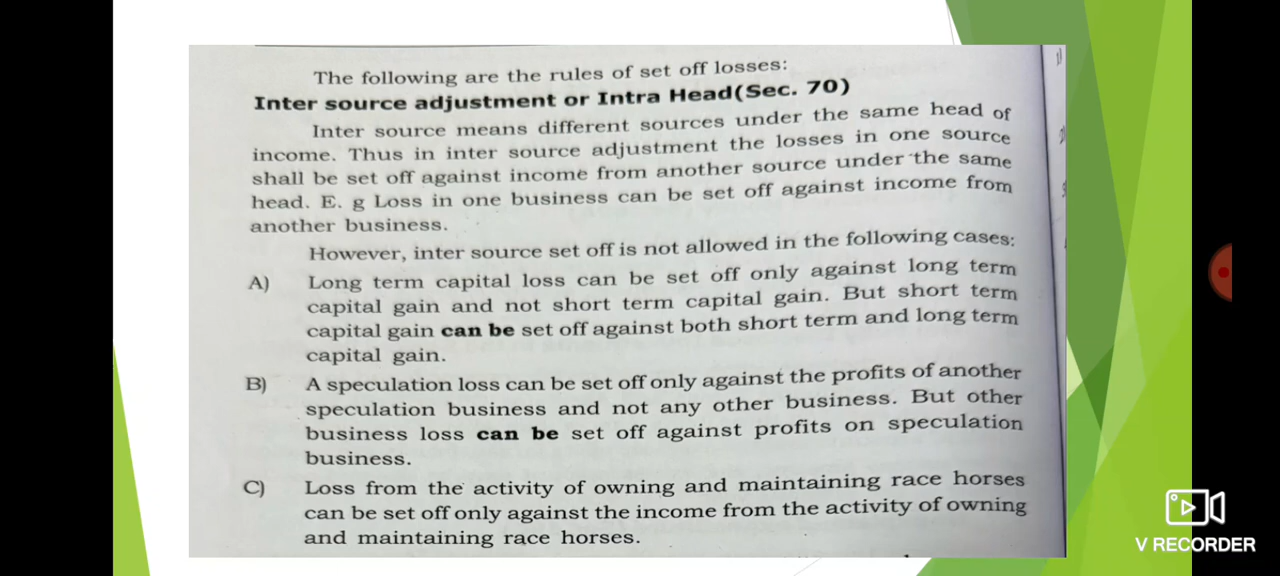 The following are the rules of set off losses:
Inter source adjustment or Intra Head(Sec. 70)
Inter source means different sources under the same head of
income. Thus in inter source adjustment the losses in one source
shall be set off against income from another source under the same
head. E. g Loss in one business can be set off against income from
another business.
However, inter source set off is not allowed in the following cases:
A) Long term capital loss can be set off only against long term
capital gain and not short term capital gain. But short term
capital gain can be set off against both short term and long term
capital gain.
B) A speculation loss can be set off only against the profits of another
speculation business and not any other business. But other
business loss can be set off against profits on speculation
business.
C) Loss from the activity of owning and maintaining race horses
can be set off only against the income from the activity of owning
and maintaining race horses.
V RECORDER